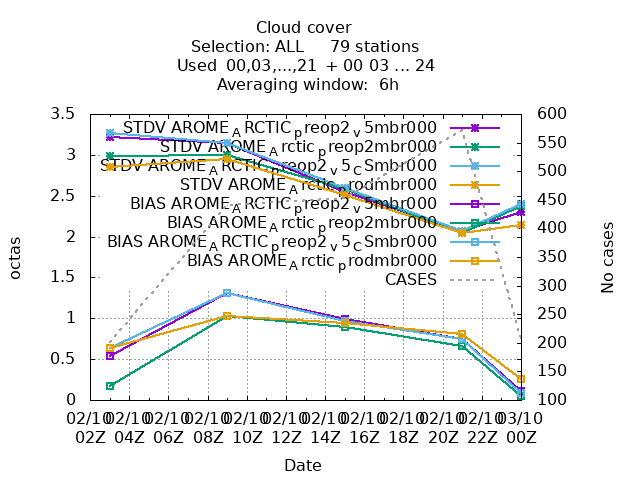 Cloud cover
Selection: ALL 79 stations
Used 00,03,...,21 + 00 03 ... 24
Averaging window: 6h
3.5
3
2.5
2
1.5
1
0.5
0
octas
600
550
500
450
400
350
300
250
200
150
100
No cases
STDV AROME_ARCTIC_preop2_v5mbr000
STDV AROME_Arctic_preop2mbr000
STDV AROME_ARCTIC_preop2_v5_CSmbr000
STDV AROME_Arctic_prodmbr000
BIAS AROME_ARCTIC_preop2_v5mbr000
BIAS AROME_Arctic_preop2mbr000
BIAS AROME_ARCTIC_preop2_v5_CSmbr000
BIAS AROME_Arctic_prodmbr000
CASES
02/10 02/10 02/10 02/10 02/10 02/10 02/10 02/10 02/10 02/10 02/10 03/10
02Z 04Z 06Z 08Z 10Z 12Z 14Z 16Z 18Z 20Z 22Z 00Z
Date